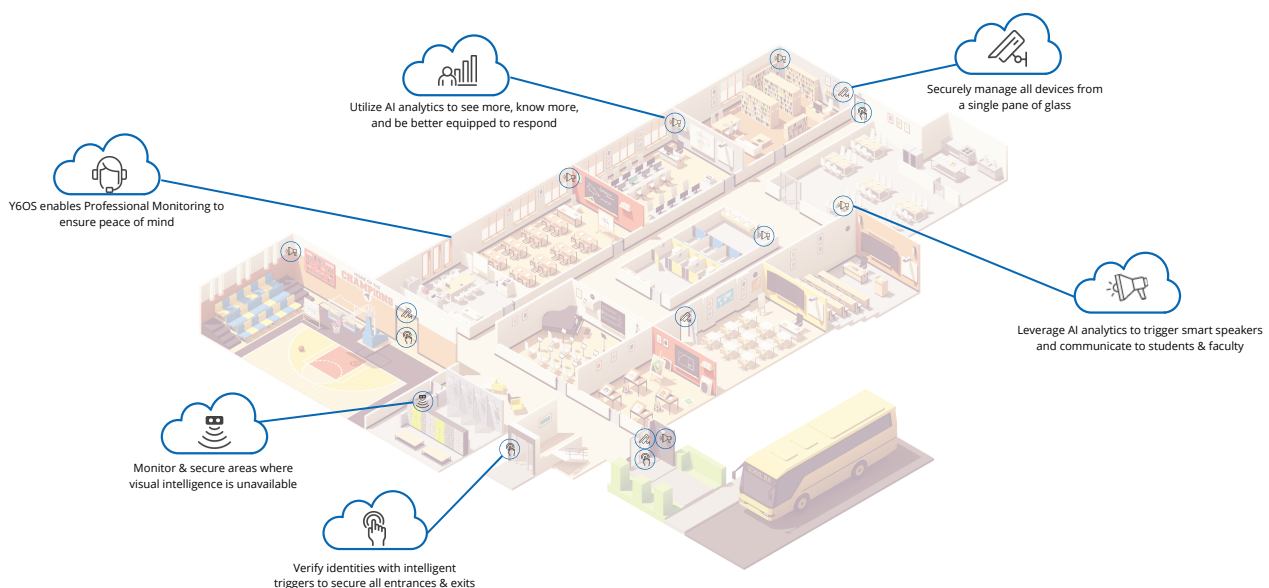 Utilize AI analytics to see more, know more,
and be better equipped to respond
Securely manage all devices from
a single pane of glass
Y6OS enables Professional Monitoring to
ensure peace of mind
CHAMPIONS
Leverage AI analytics to trigger smart speakers
and communicate to students & faculty
Monitor & secure areas where
visual intelligence is unavailable
Verify identities with intelligent
triggers to secure all entrances & exits